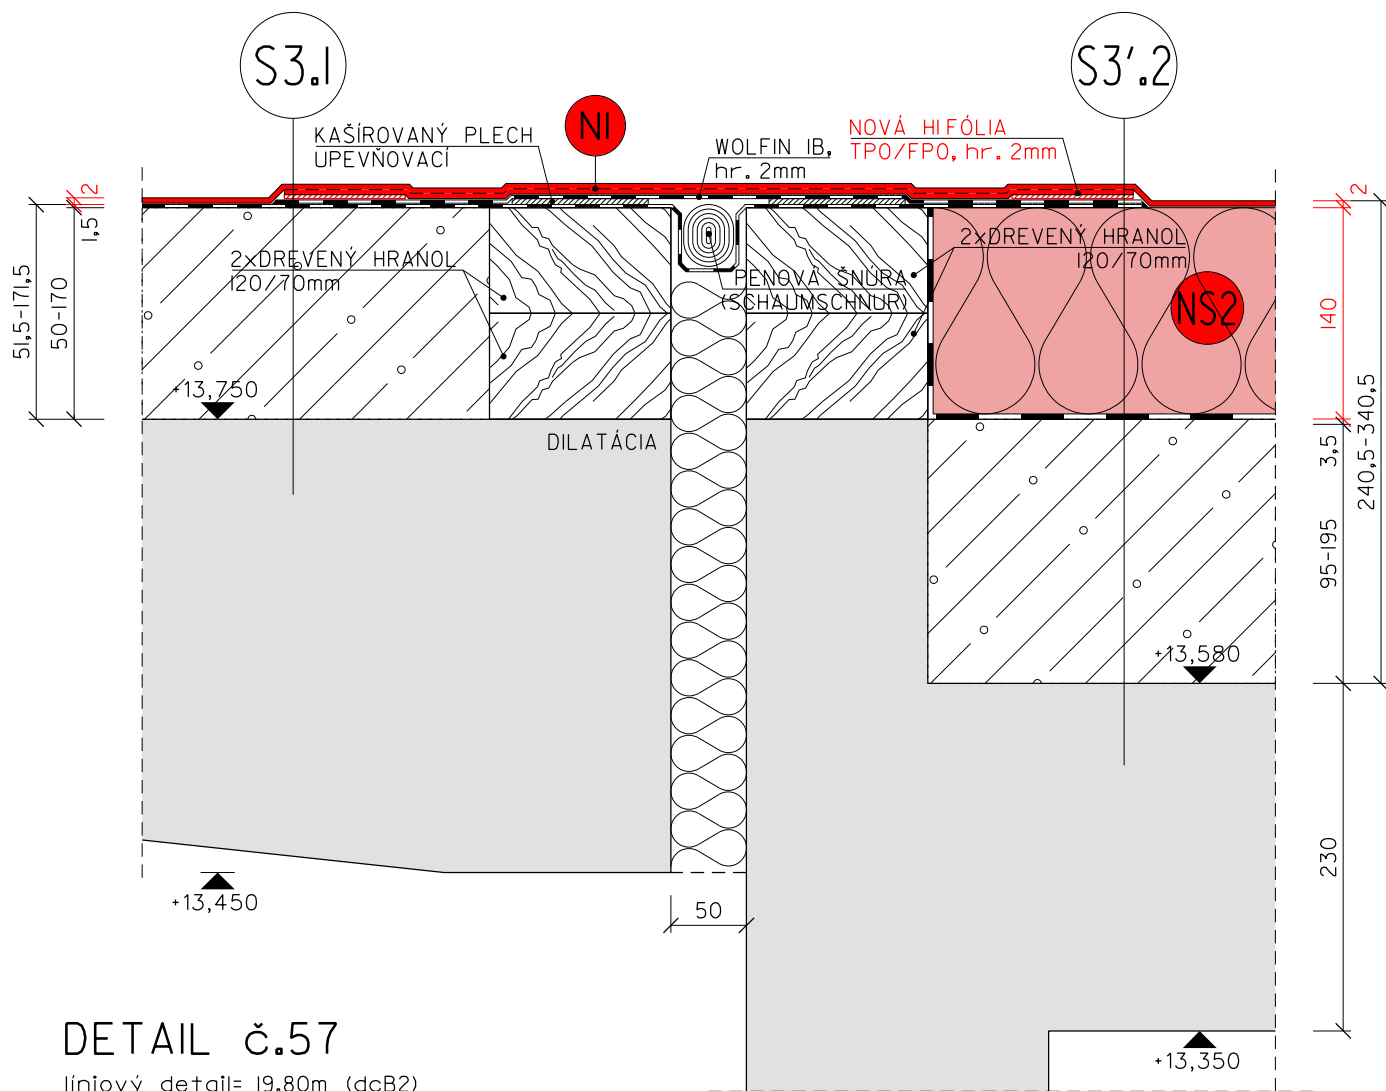 S3.1
S3'.2
N1
KAŠÍROVANÝ PLECH
UPEVŇOVACÍ
WOLFIN IB,
hr. 2mm
NOVÁ HI FÓLIA
TPO/FPO, hr. 2mm
2
1,5
51,5-171,5
50-170
2xDREVENÝ HRANOL
120/70mm
PENOVÁ ŠNÚRA
(SCHAUMSCHNUR)
2xDREVENÝ HRANOL
120/70mm
NS2
2
140
3,5
240,5-340,5
95-195
230
+13,750
DILATÁCIA
+13,580
+13,450
50
+13,350
DETAIL č.57
líniový detail= 19.80m (dcB2)